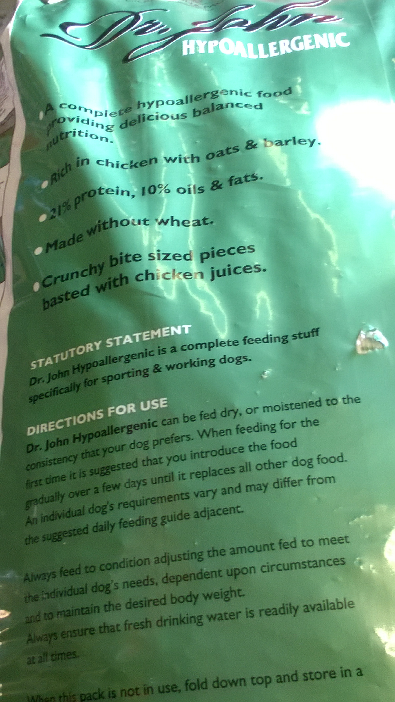 Dr John
HYPOALLERGENIC
A complete hypoallergenic food
providing delicious balanced
nutrition.
Rich in chicken with oats & barley.
21% protein, 10% oils & fats.
Made without wheat.
Crunchy bite sized pieces
basted with chicken juices.
STATUTORY STATEMENT
Dr. John Hypoallergenic is a complete feeding stuff
specifically for sporting & working dogs.
DIRECTIONS FOR USE
Dr. John Hypoallergenic can be fed dry, or moistened to the
consistency that your dog prefers. When feeding for the
first time it is suggested that you introduce the food
gradually over a few days until it replaces all other dog food.
An individual dog's requirements vary and may differ from
the suggested daily feeding guide adjacent.
Always feed to condition adjusting the amount fed to meet
the individual dog's needs, dependent upon circumstances
and to maintain the desired body weight.
Always ensure that fresh drinking water is readily available
at all times.
When this pack is not in use, fold down top and store in a